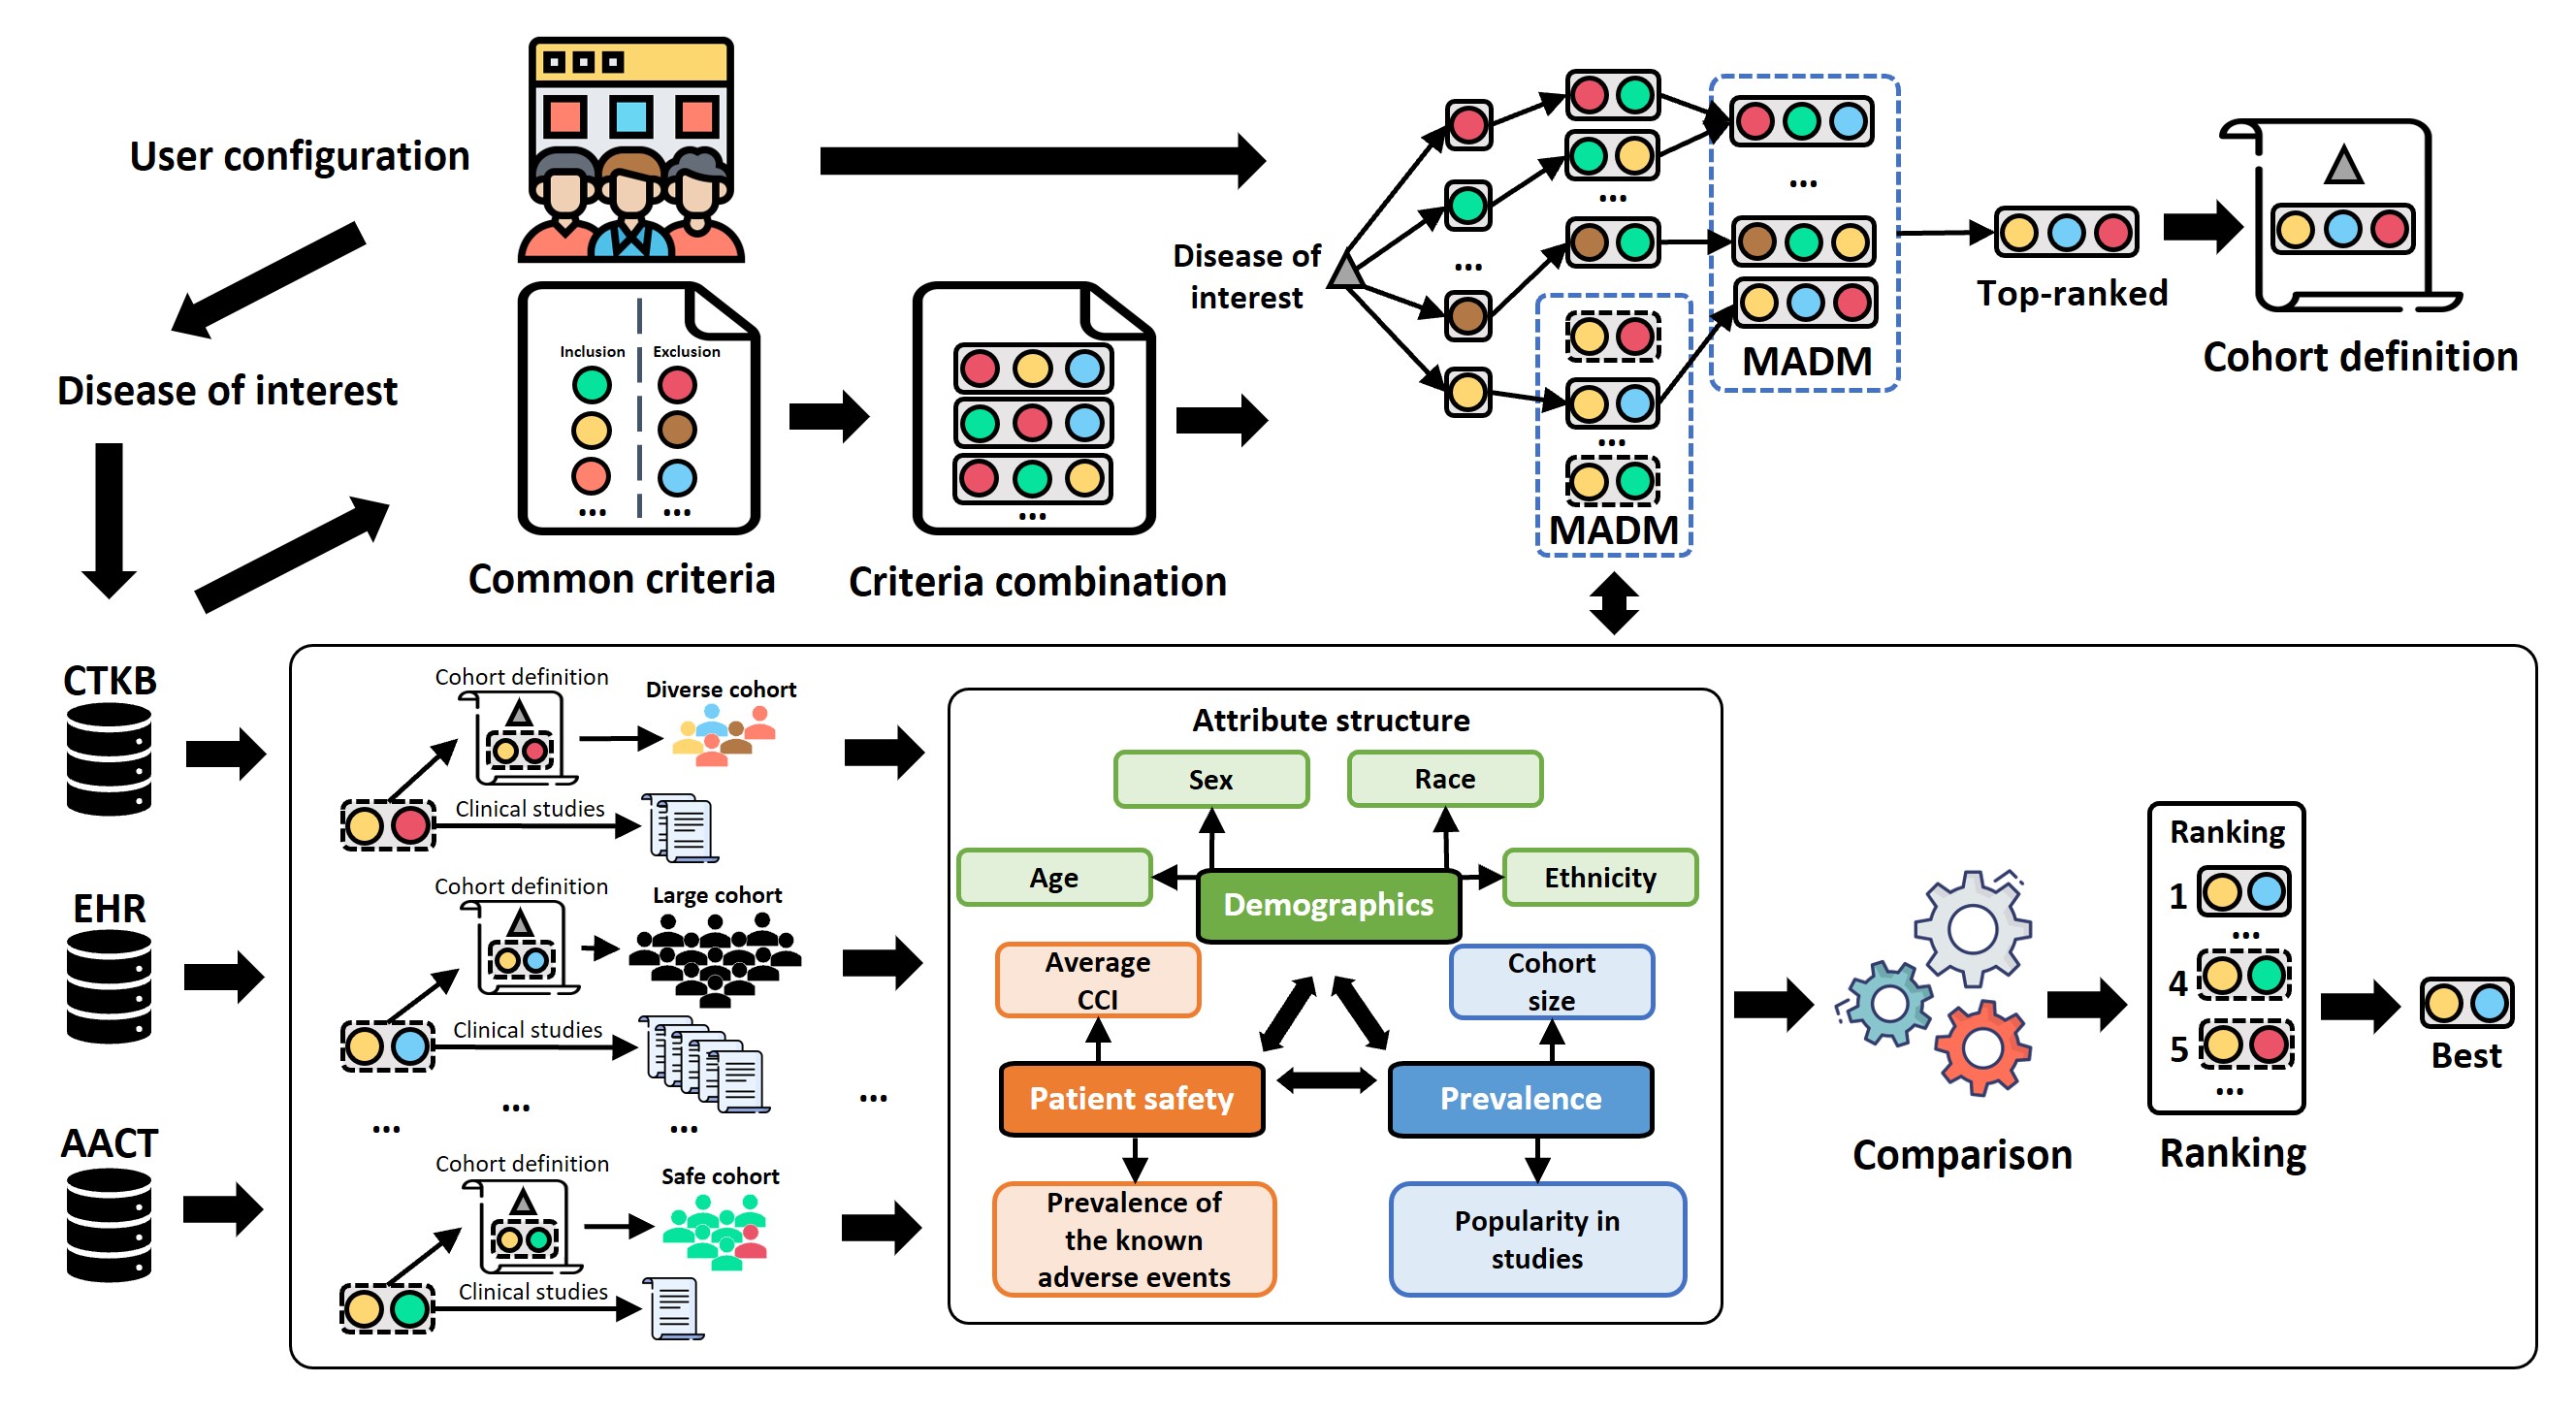 User configuration
Disease of interest
Inclusion
Exclusion
...
...
Common criteria
...
Criteria combination
Disease of
interest
...
...
...
MADM
...
MADM
Top-ranked
Cohort definition
CTKB
EHR
AACT
Cohort definition
Diverse cohort
Clinical studies
Cohort definition
Large cohort
Clinical studies
...
...
...
...
Cohort definition
Safe cohort
Clinical studies
Attribute structure
Sex
Race
Age
Ethnicity
Demographics
Average
CCI
Cohort
size
Patient safety
Prevalence
Prevalence of
the known
adverse events
Popularity in
studies
Comparison
Ranking
1
...
4
5
...
Ranking
Best